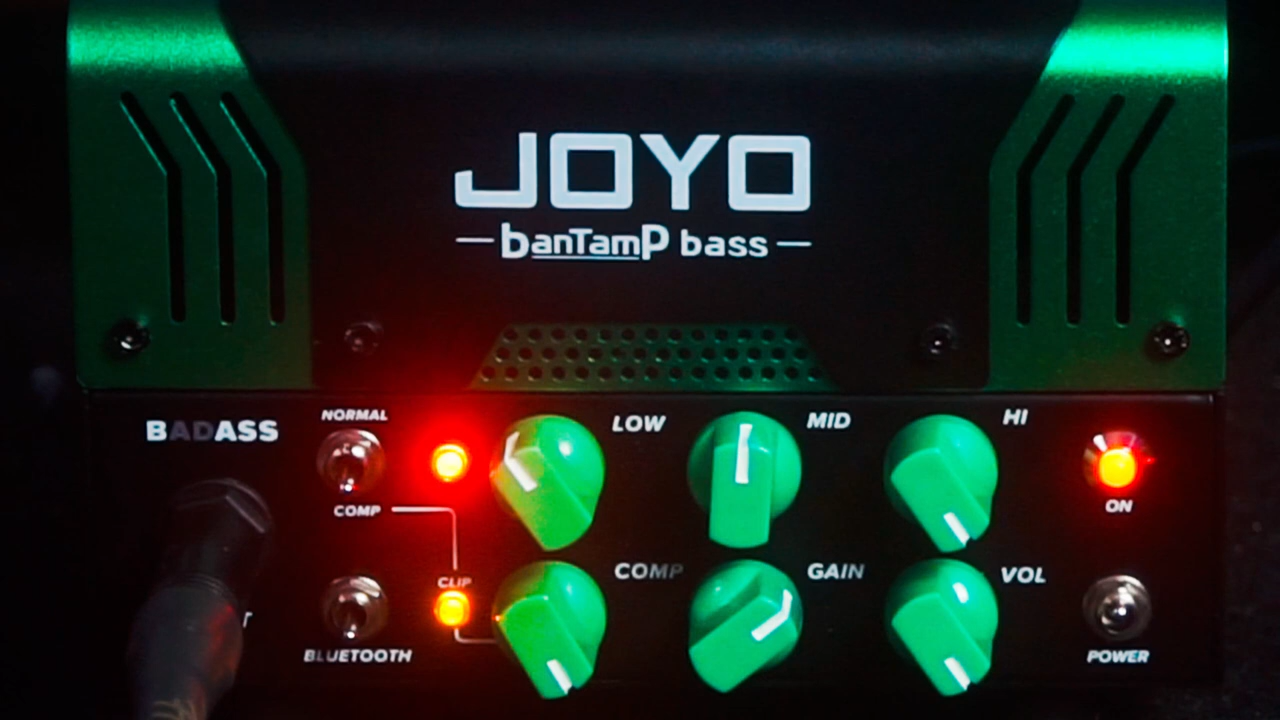 JOYO
banTamP bass
BADASS
NORMAL
LOW
MID
HI
COMP
ON
CLIP
COMP
GAIN
VOL
BLUETOOTH
POWER